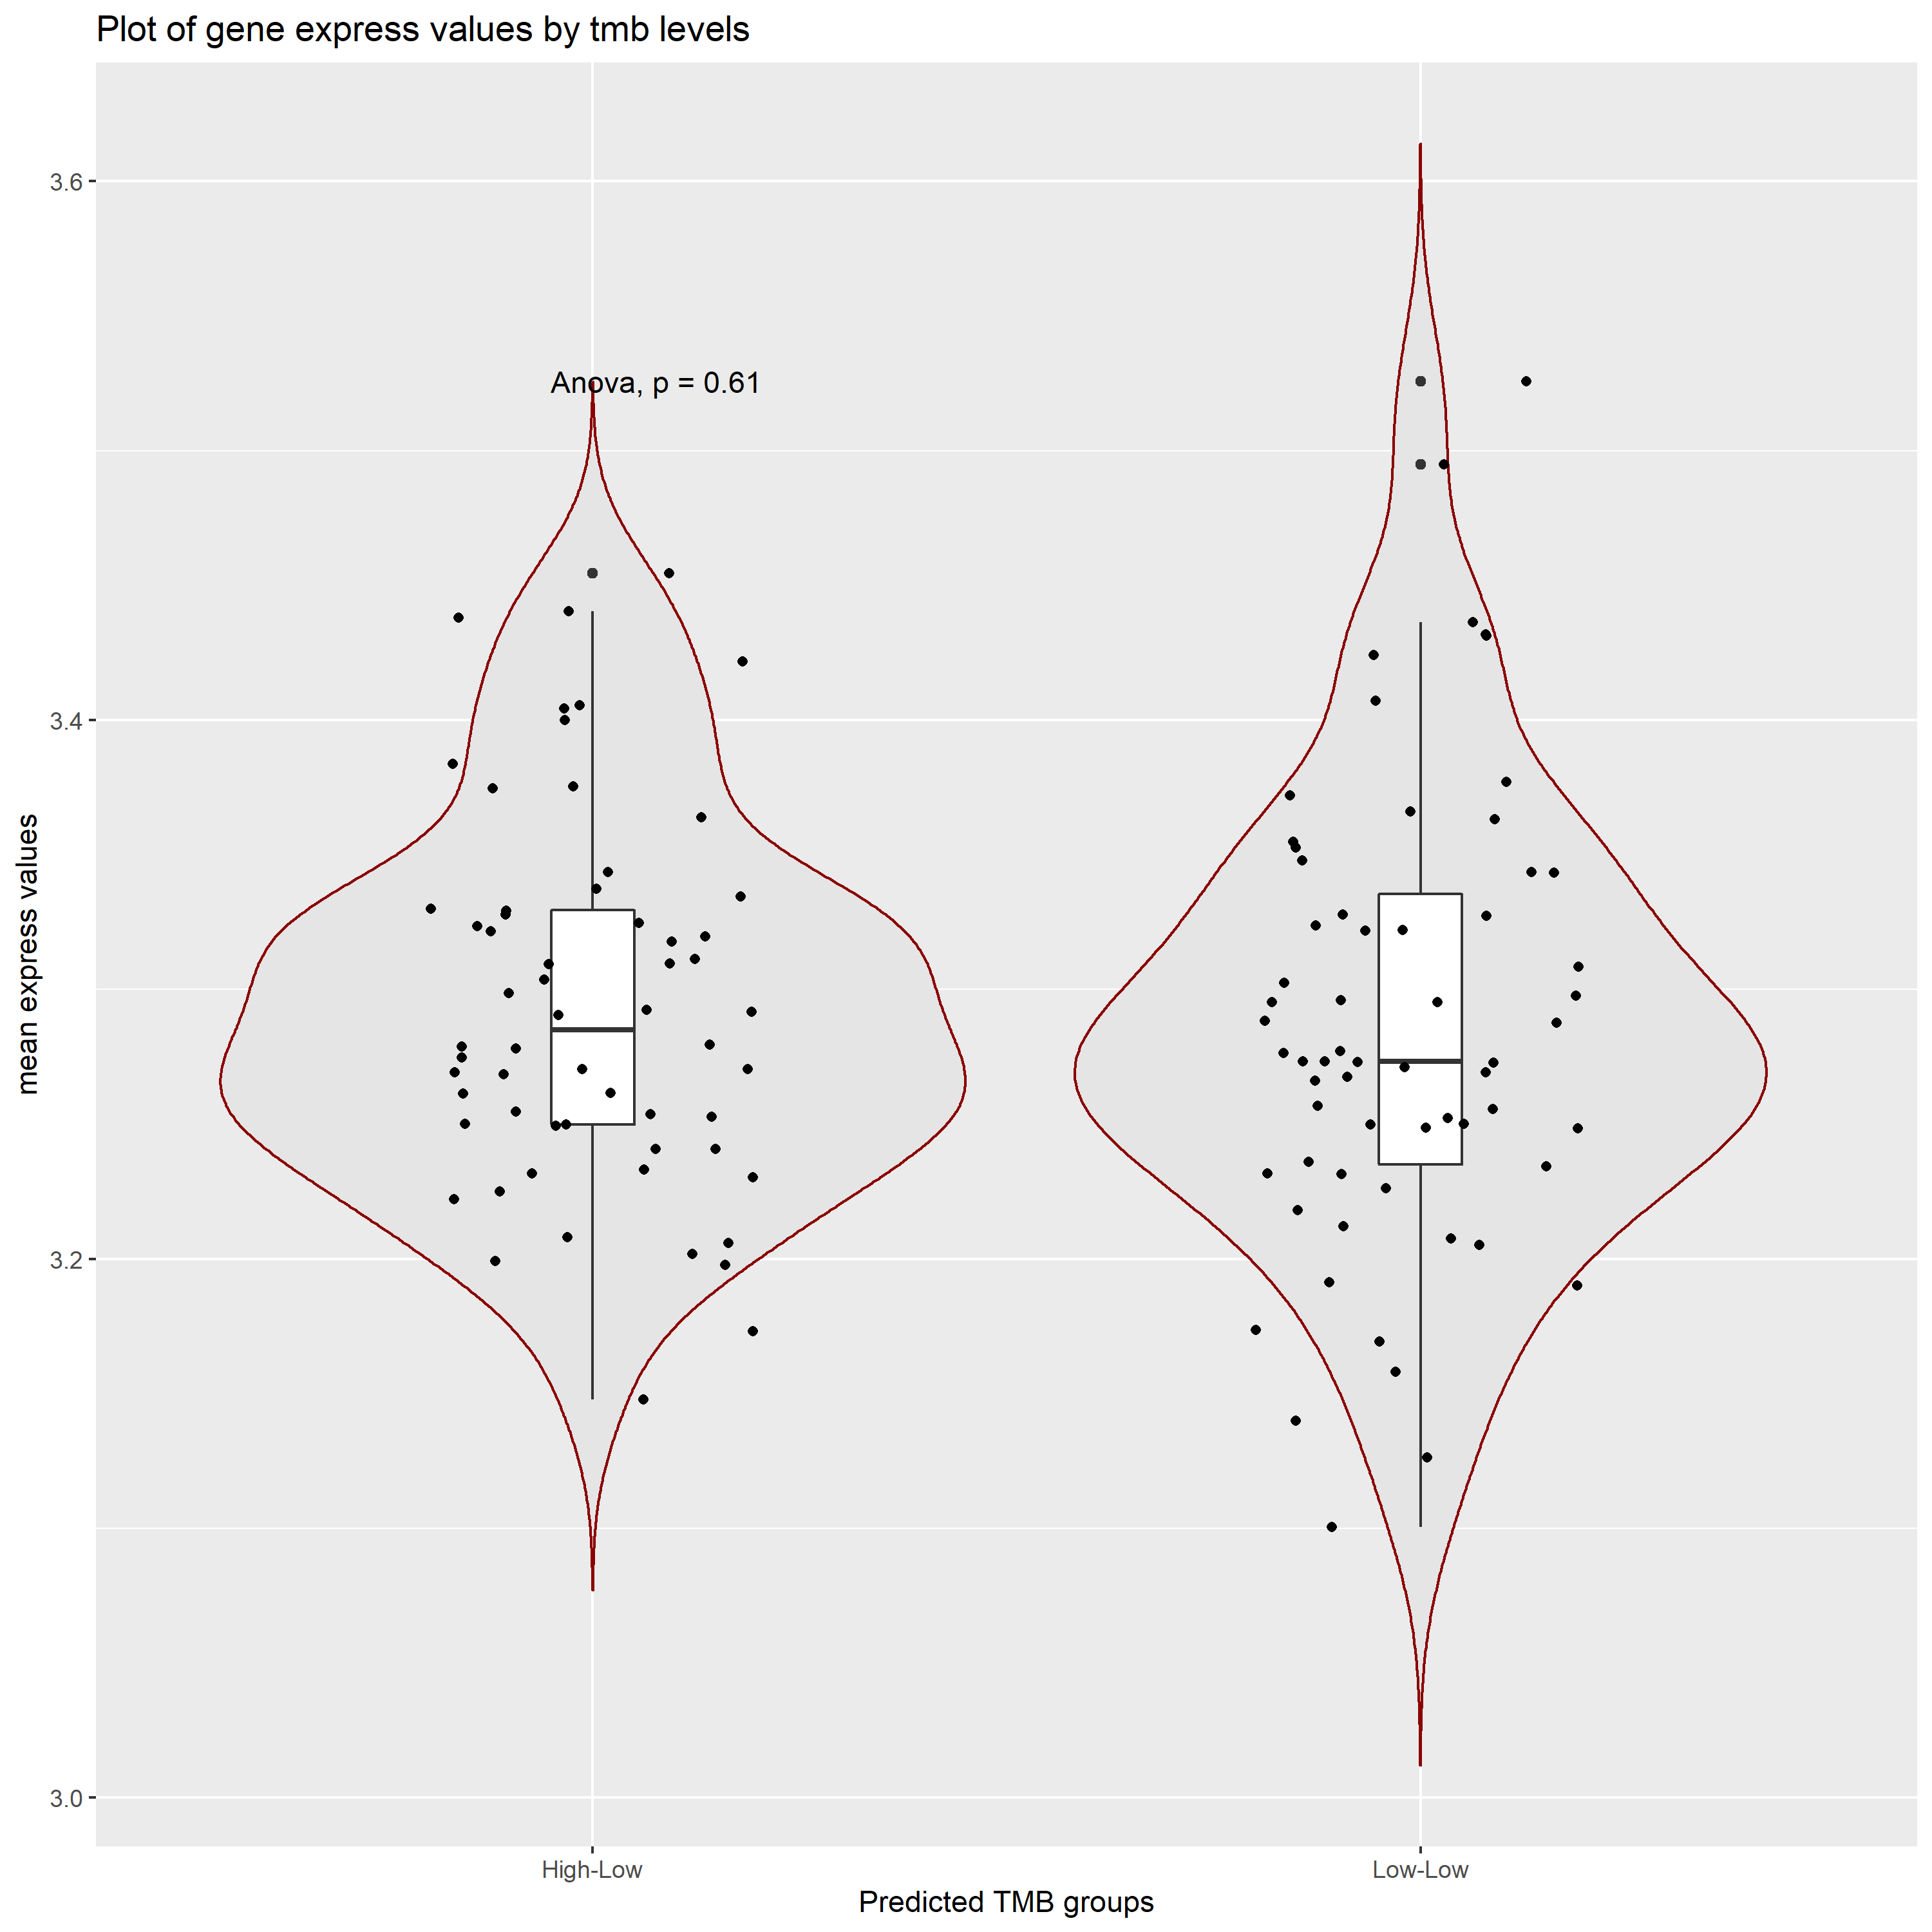 Plot of gene express values by tmb levels
3.6
Anova, p = 0.61
3.4
mean express values
3.2
3.0
High-Low
Low-Low
Predicted TMB groups